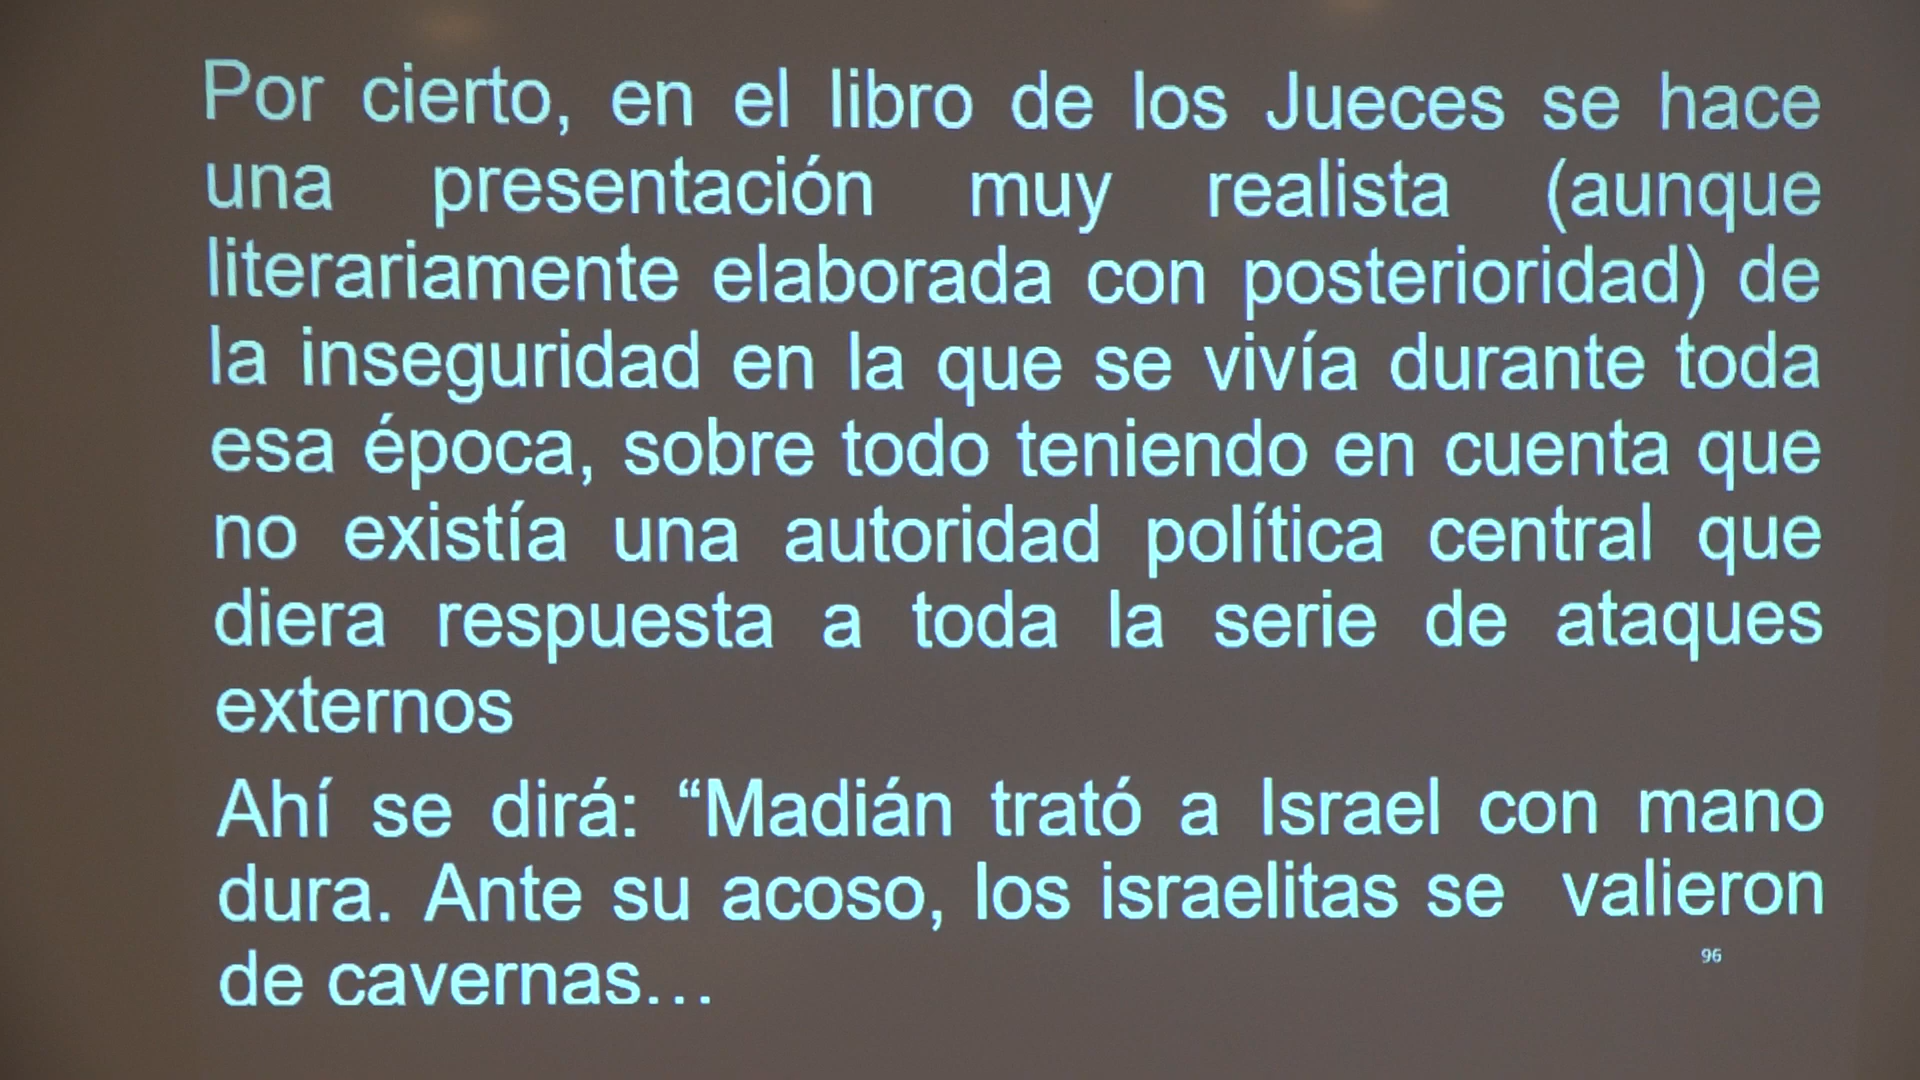 Por cierto, en el libro de los Jueces se hace
una presentación muy realista (aunque
literariamente elaborada con posterioridad) de
la inseguridad en la que se vivía durante toda
esa época, sobre todo teniendo en cuenta que
no existía una autoridad política central que
diera respuesta a toda la serie de ataques
externos
Ahí se dirá: “Madián trató a Israel con mano
dura. Ante su acoso, los israelitas se valieron
de cavernas…
96